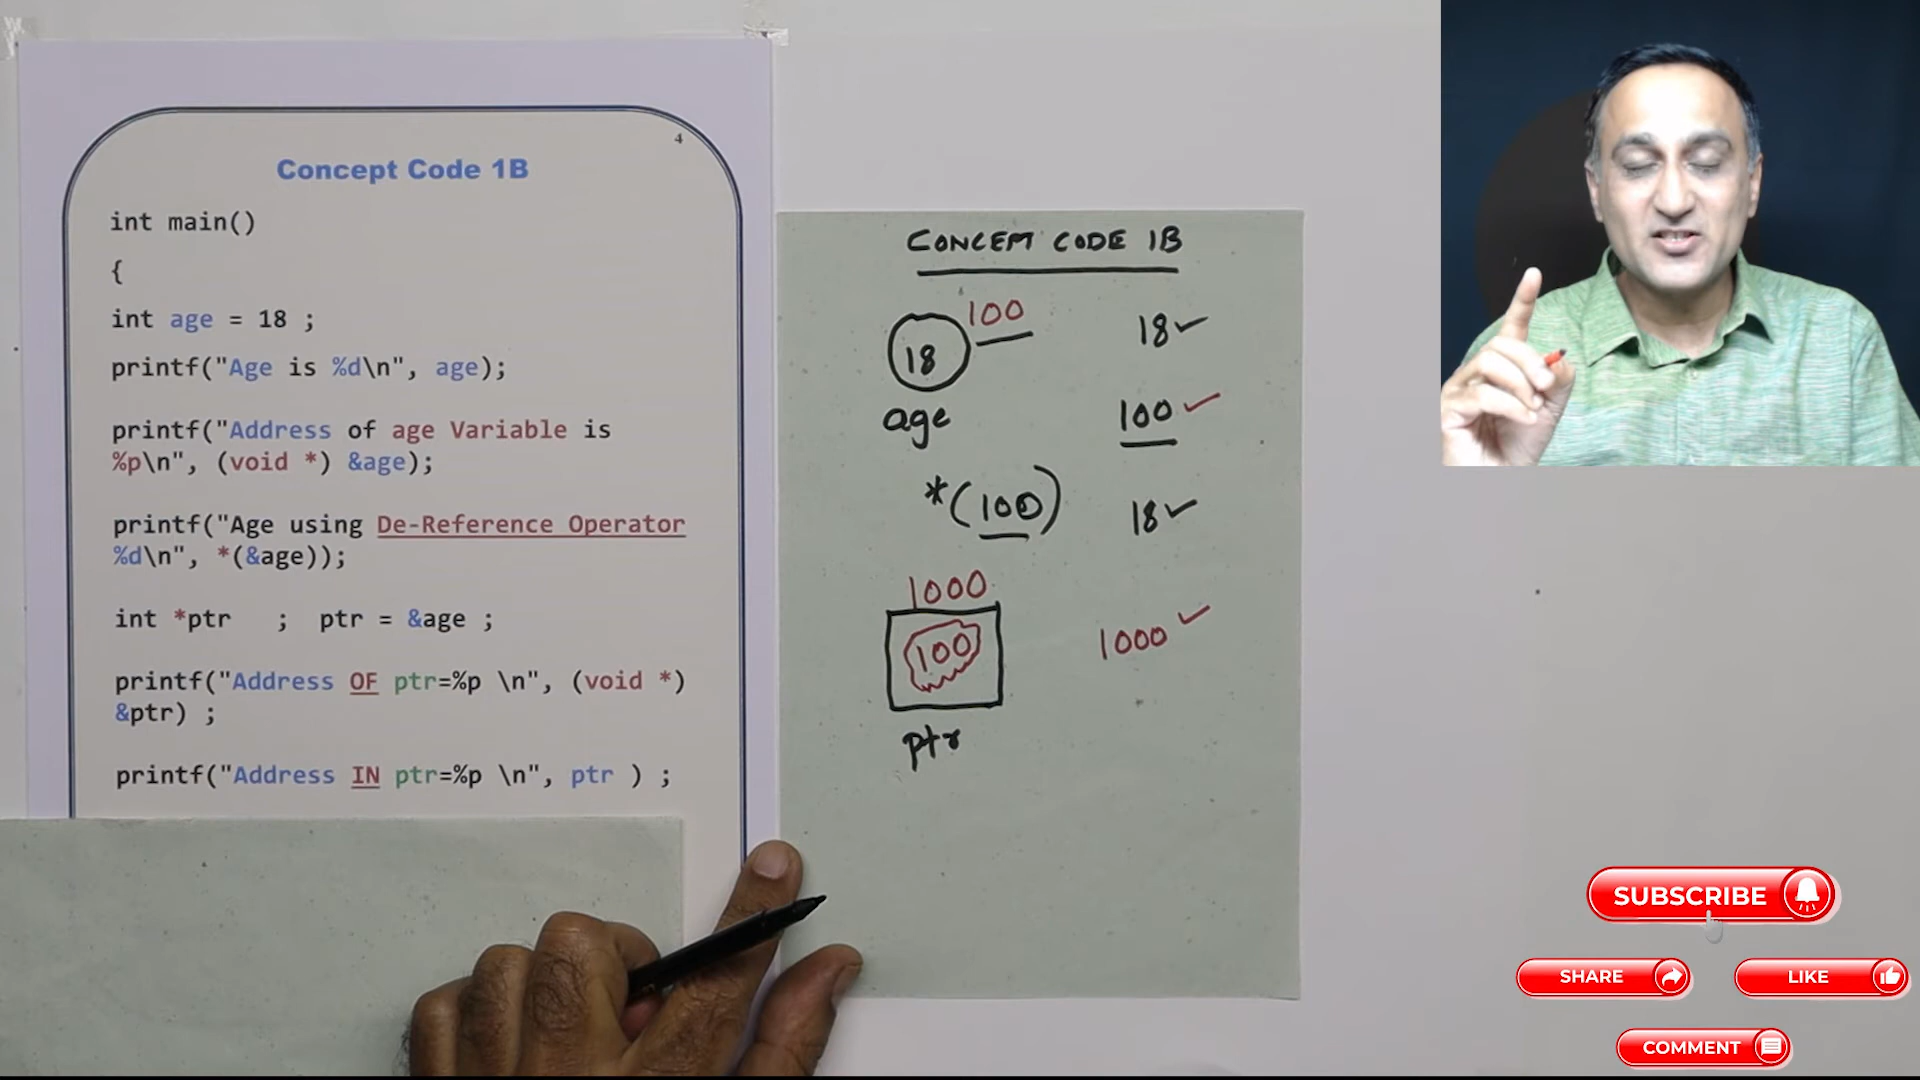 4
Concept Code 1B
int main()
{
int age = 18 ;
printf("Age is %d\n", age);
printf("Address of age Variable is
%p\n", (void *) &age);
printf("Age using De-Reference Operator
%d\n", *(&age));
int *ptr ; ptr = &age ;
printf("Address OF ptr=%p \n", (void *)
&ptr) ;
printf("Address IN ptr=%p \n", ptr ) ;
CONCEPT CODE 1B
100
18
18
age
100
*(100)
18
1000
100
1000
ptr
SUBSCRIBE
SHARE
LIKE
COMMENT